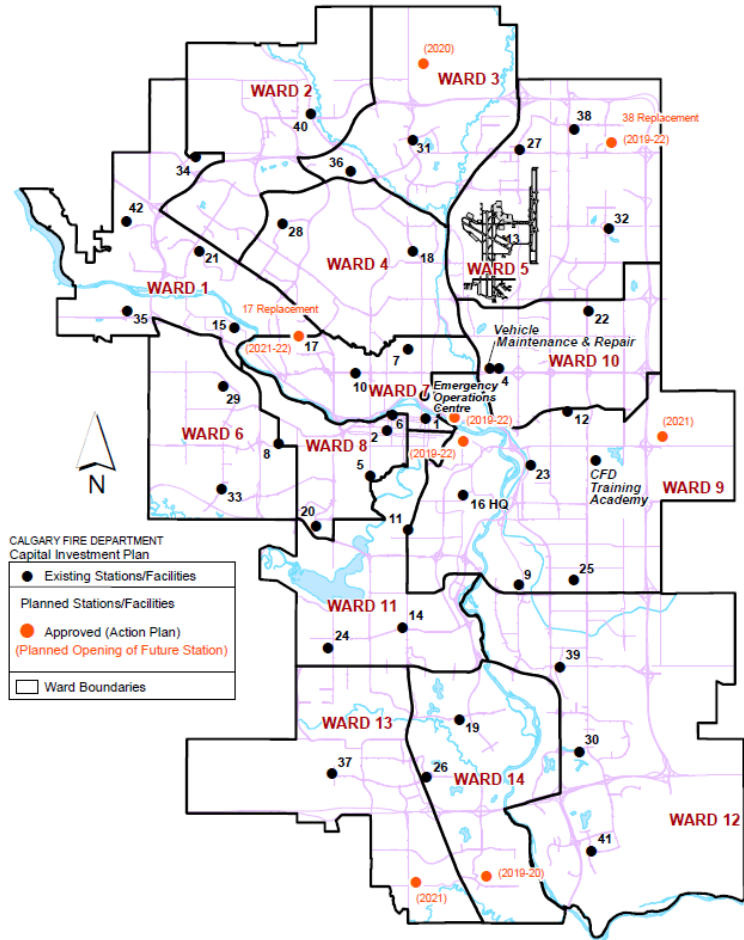 (2020)
WARD 3
WARD 2
40
38
38 Replacement
(2019-22)
31
27
34
36
42
28
32
13
21
18
WARD 4
WARD 5
WARD 1
17 Replacement
35
15
(2021-22)
17
22
Vehicle
Maintenance & Repair
7
WARD 10
10
4
WARD 7
29
Emergency
Operations
Centre
(2019-22)
12
(2021)
6
1
2
WARD 6
8
WARD 8
(2019-22)
5
23
CFD
Training
Academy
WARD 9
N
33
16 HQ
20
11
CALGARY FIRE DEPARTMENT
Capital Investment Plan
Existing Stations/Facilities
Planned Stations/Facilities
Approved (Action Plan)
(Planned Opening of Future Station)
Ward Boundaries
9
25
WARD 11
14
24
39
WARD 13
19
30
37
26
WARD 14
WARD 12
41
(2019-20)
(2021)